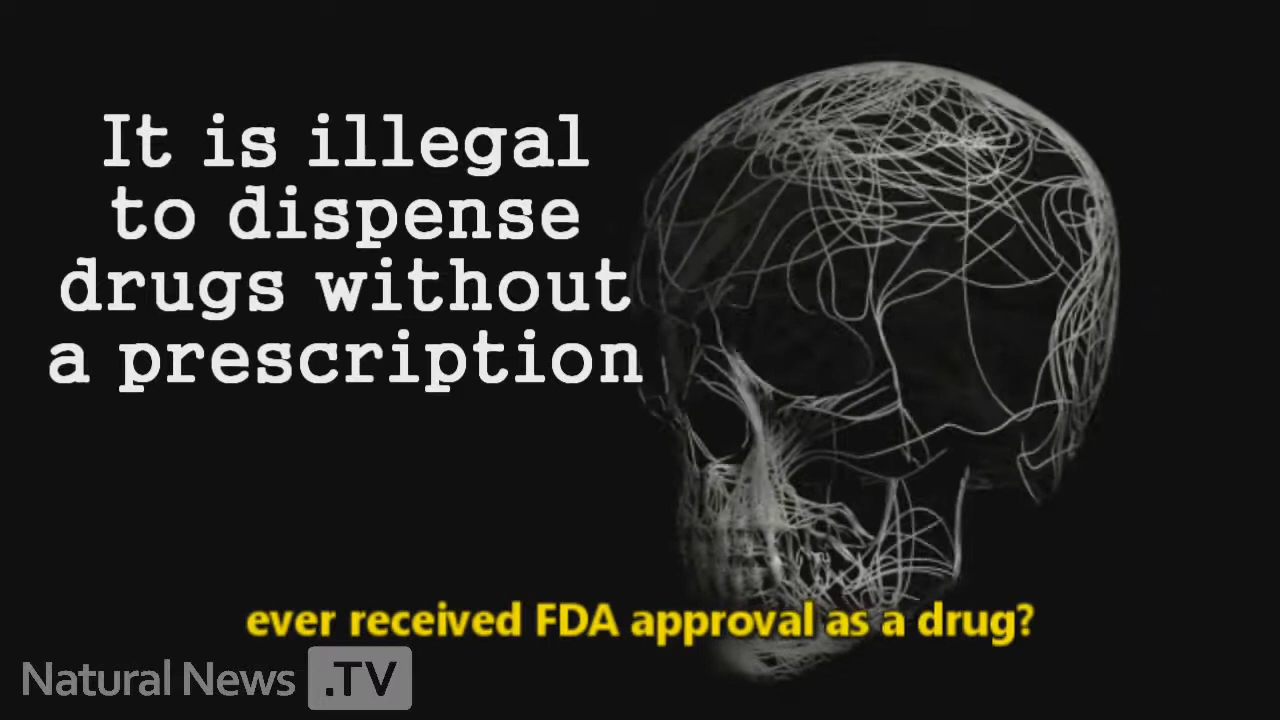 It is illegal
to dispense
drugs without
a prescription
ever received FDA approval as a drug?
Natural News .TV